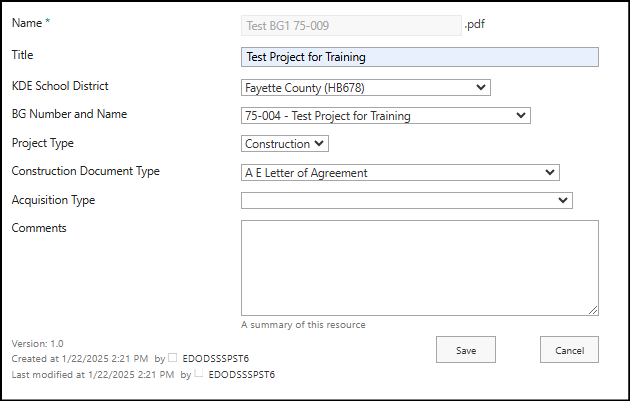 Name * Test BG1 75-009 .pdf
Title Test Project for Training
KDE School District Fayette County (HB678)
BG Number and Name 75-004 - Test Project for Training
Project Type Construction
Construction Document Type A E Letter of Agreement
Acquisition Type
Comments
A summary of this resource
Version: 1.0
Created at 1/22/2025 2:21 PM by EDODSSSPST6
Last modified at 1/22/2025 2:21 PM by EDODSSSPST6
Save Cancel